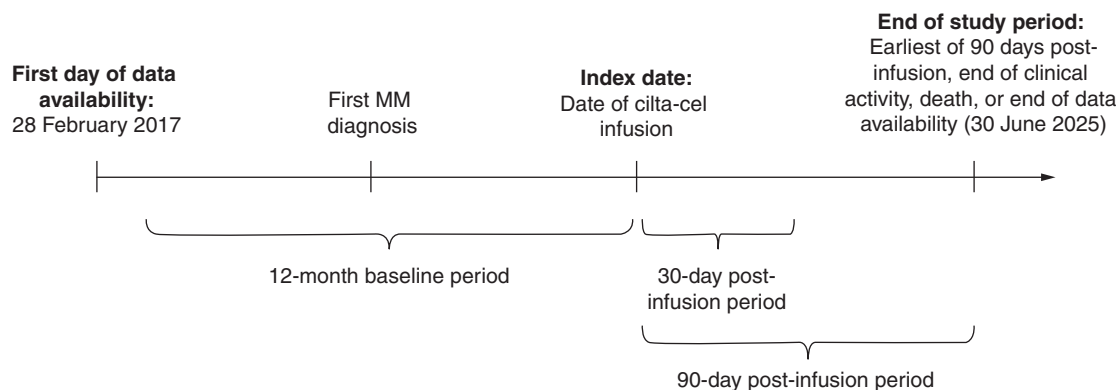 First day of data
availability:
28 February 2017
First MM
diagnosis
Index date:
Date of cilta-cel
infusion
End of study period:
Earliest of 90 days post-
infusion, end of clinical
activity, death, or end of data
availability (30 June 2025)
12-month baseline period
30-day post-
infusion period
90-day post-infusion period